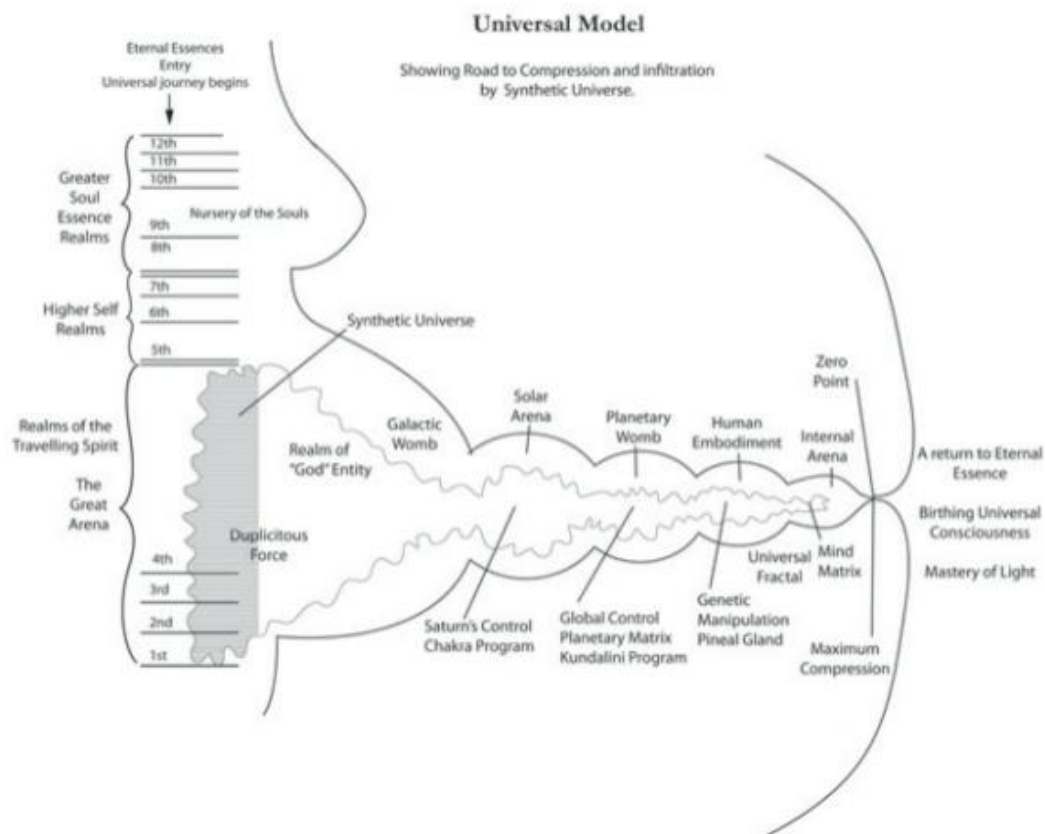 Universal Model
Showing Road to Compression and infiltration
by Synthetic Universe.
Eternal Essences
Entry
Universal journey begins
12th
11th
10th
Greater
Soul
Essence
Realms
Nursery of the Souls
9th
8th
7th
Higher Self
Realms
6th
5th
Synthetic Universe
Realms of the
Travelling Spirit
The
Great
Arena
Realm of
"God" Entity
Galactic
Womb
Solar
Arena
Planetary
Womb
Human
Embodiment
Internal
Arena
Zero
Point
A return to Eternal
Essence
Birthing Universal
Consciousness
Mastery of Light
Duplicitous
Force
4th
3rd
2nd
1st
Saturn's Control
Chakra Program
Global Control
Planetary Matrix
Kundalini Program
Genetic
Manipulation
Pineal Gland
Universal
Fractal
Mind
Matrix
Maximum
Compression